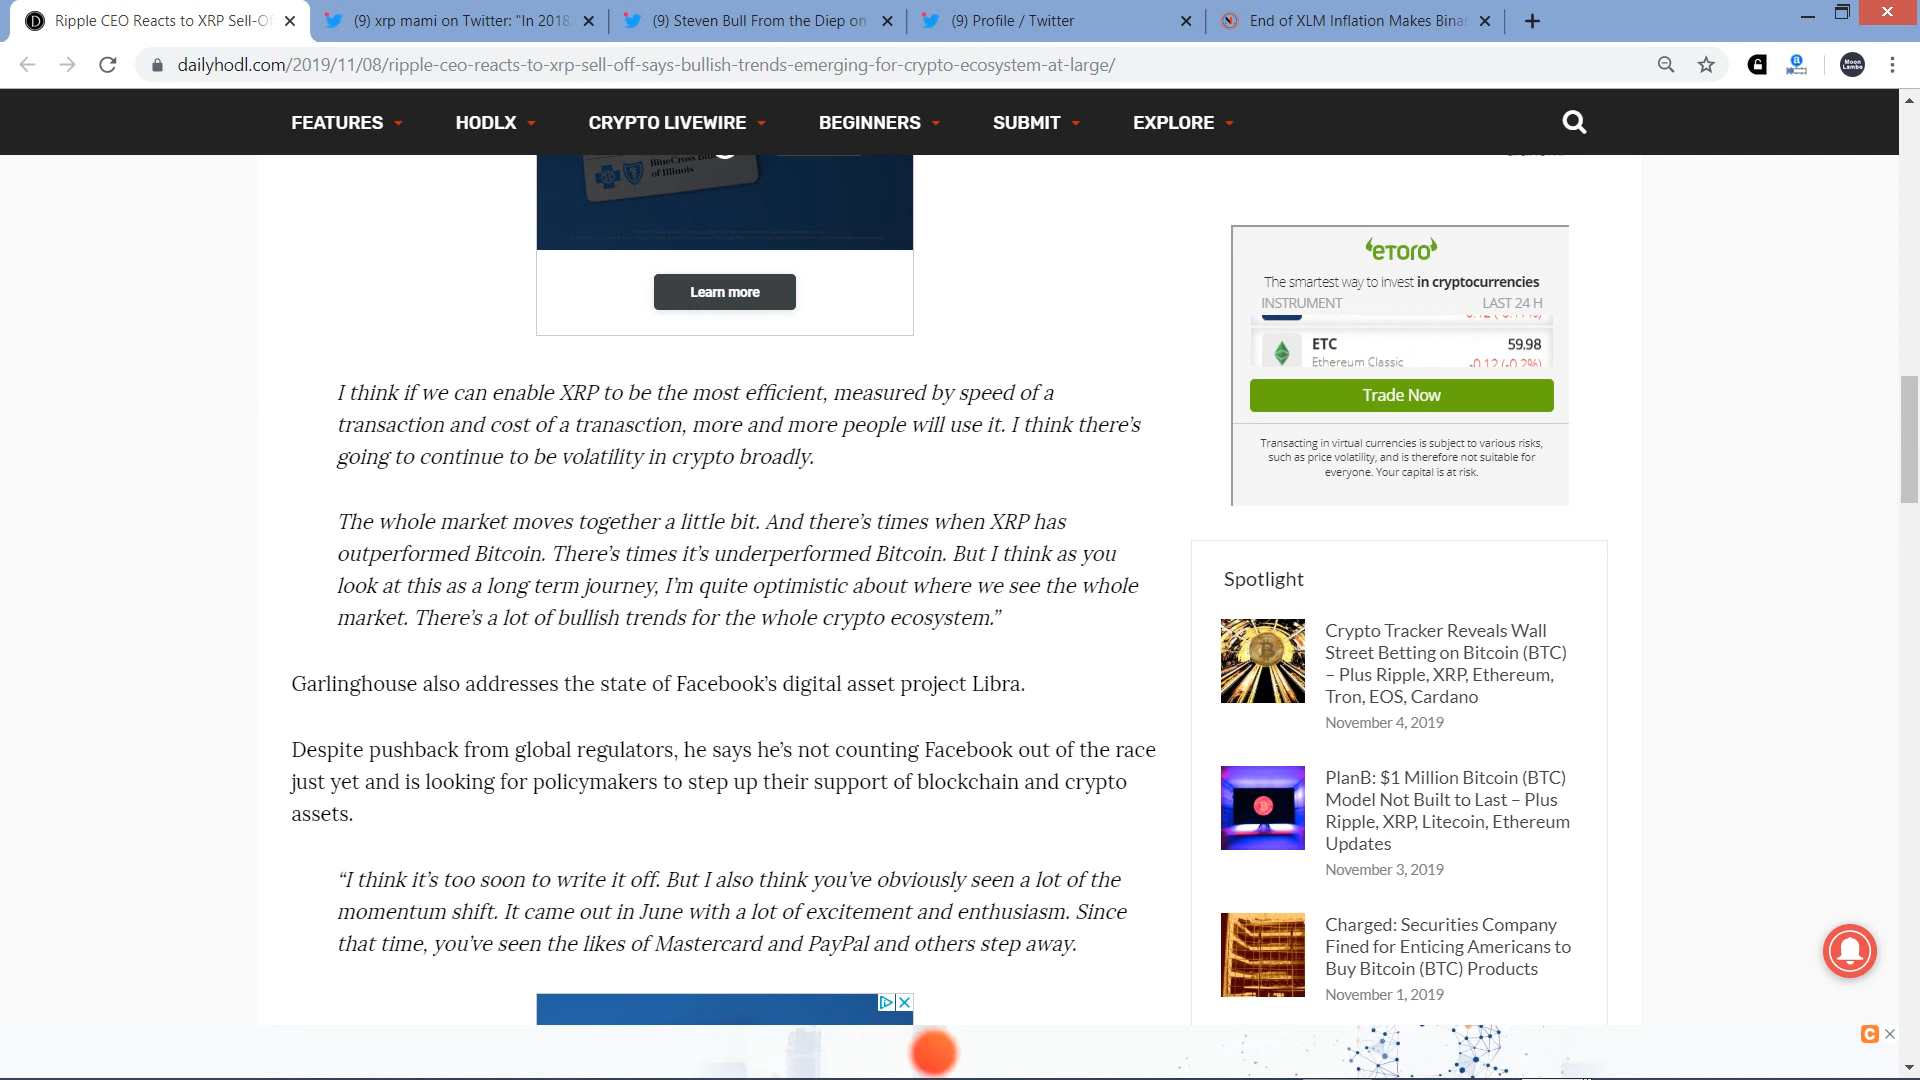 Ripple CEO Reacts to XRP Sell-Of
(9) xrp mami on Twitter: "In 2018
(9) Steven Bull From the Diep on
(9) Profile / Twitter
End of XLM Inflation Makes Binan
dailyhodl.com/2019/11/08/ripple-ceo-reacts-to-xrp-sell-off-says-bullish-trends-emerging-for-crypto-ecosystem-at-large/
Moon
Lambo
FEATURES
HODLX
CRYPTO LIVEWIRE
BEGINNERS
SUBMIT
EXPLORE
BlueCross
of Illinois
Learn more
I think if we can enable XRP to be the most efficient, measured by speed of a
transaction and cost of a tranasction, more and more people will use it. I think there's
going to continue to be volatility in crypto broadly.
The whole market moves together a little bit. And there's times when XRP has
outperformed Bitcoin. There's times it's underperformed Bitcoin. But I think as you
look at this as a long term journey, I'm quite optimistic about where we see the whole
market. There's a lot of bullish trends for the whole crypto ecosystem."
Garlinghouse also addresses the state of Facebook's digital asset project Libra.
Despite pushback from global regulators, he says he's not counting Facebook out of the race
just yet and is looking for policymakers to step up their support of blockchain and crypto
assets.
"I think it's too soon to write it off. But I also think you've obviously seen a lot of the
momentum shift. It came out in June with a lot of excitement and enthusiasm. Since
that time, you've seen the likes of Mastercard and PayPal and others step away.
eToro
The smartest way to invest in cryptocurrencies
INSTRUMENT LAST 24 H
ETC 59.98
Ethereum Classic -0.12 (-0.2%)
Trade Now
Transacting in virtual currencies is subject to various risks,
such as price volatility, and is therefore not suitable for
everyone. Your capital is at risk.
Spotlight
Crypto Tracker Reveals Wall
Street Betting on Bitcoin (BTC)
– Plus Ripple, XRP, Ethereum,
Tron, EOS, Cardano
November 4, 2019
PlanB: $1 Million Bitcoin (BTC)
Model Not Built to Last – Plus
Ripple, XRP, Litecoin, Ethereum
Updates
November 3, 2019
Charged: Securities Company
Fined for Enticing Americans to
Buy Bitcoin (BTC) Products
November 1, 2019